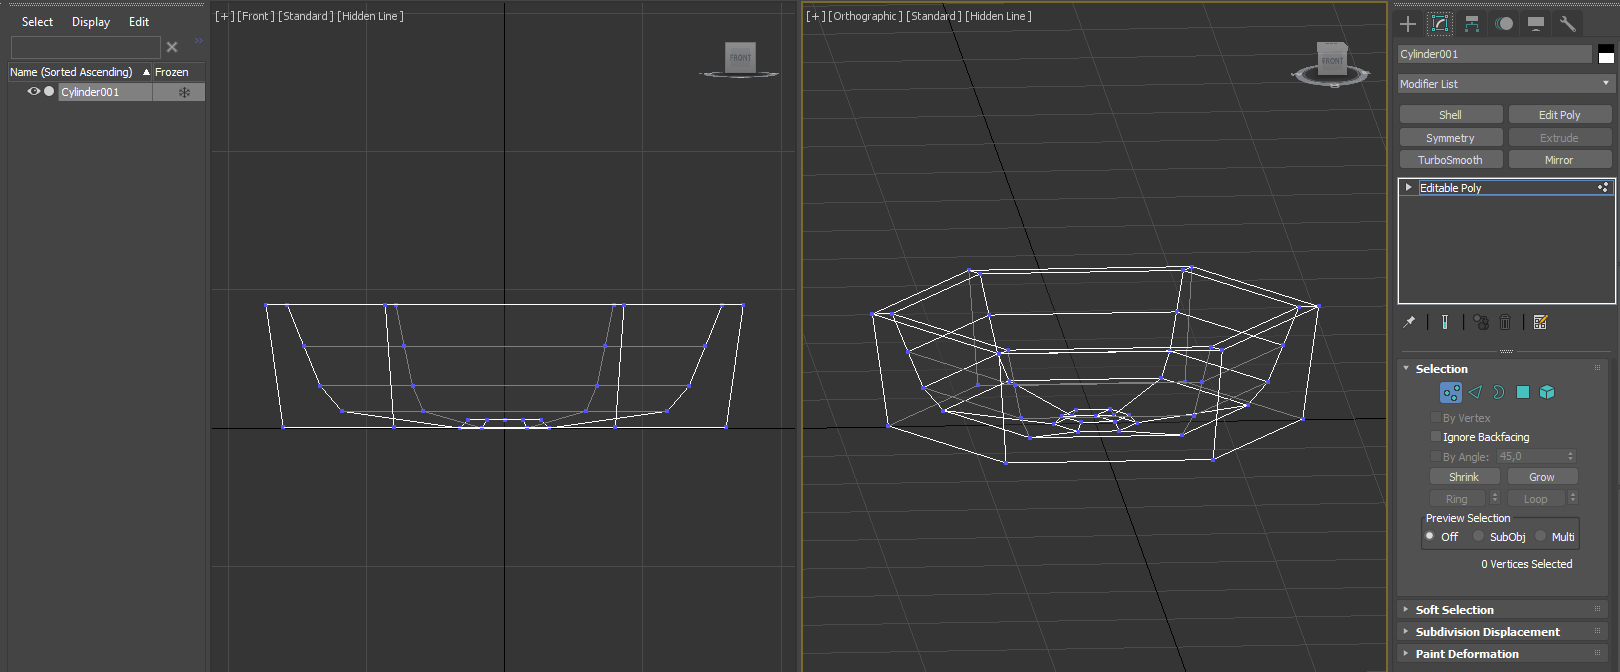 Select Display Edit
Name (Sorted Ascending) Frozen
Cylinder001
[+] [Front] [Standard] [Hidden Line]
FRONT
[+] [Orthographic] [Standard] [Hidden Line]
FRONT
Cylinder001
Modifier List
Shell Edit Poly
Symmetry Extrude
TurboSmooth Mirror
Editable Poly
Selection
By Vertex
Ignore Backfacing
By Angle: 45,0
Shrink Grow
Ring Loop
Preview Selection
Off SubObj Multi
0 Vertices Selected
Soft Selection
Subdivision Displacement
Paint Deformation